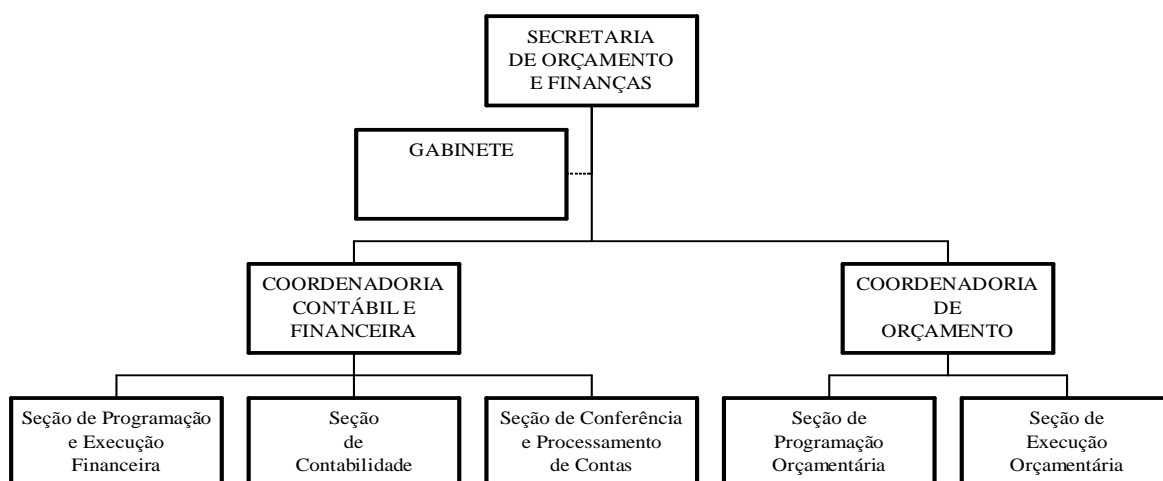 SECRETARIA
DE ORÇAMENTO
E FINANÇAS
GABINETE
COORDENADORIA
CONTÁBIL E
FINANCEIRA
COORDENADORIA
DE
ORÇAMENTO
Seção de Programação
e Execução
Financeira
Seção
de
Contabilidade
Seção de Conferência
e Processamento
de Contas
Seção de
Programação
Orçamentária
Seção de
Execução
Orçamentária